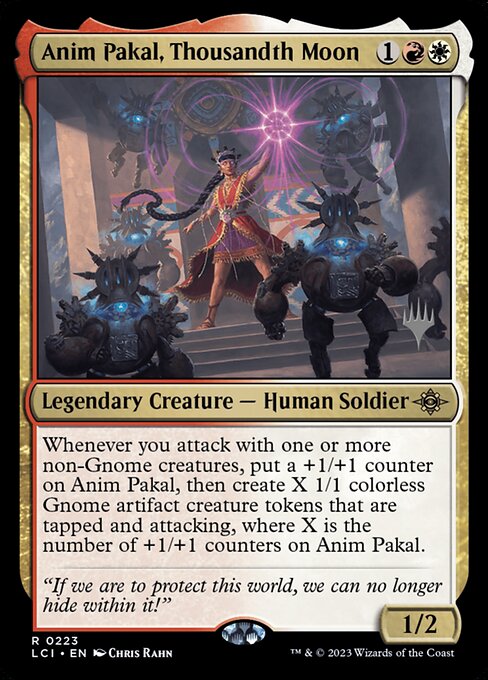 Anim Pakal, Thousandth Moon 1
Legendary Creature — Human Soldier
Whenever you attack with one or more
non-Gnome creatures, put a +1/+1 counter
on Anim Pakal, then create X 1/1 colorless
Gnome artifact creature tokens that are
tapped and attacking, where X is the
number of +1/+1 counters on Anim Pakal.
“If we are to protect this world, we can no longer
hide within it!”
1/2
R 0223
LCI • EN Chris Rahn
™ & © 2023 Wizards of the Coast